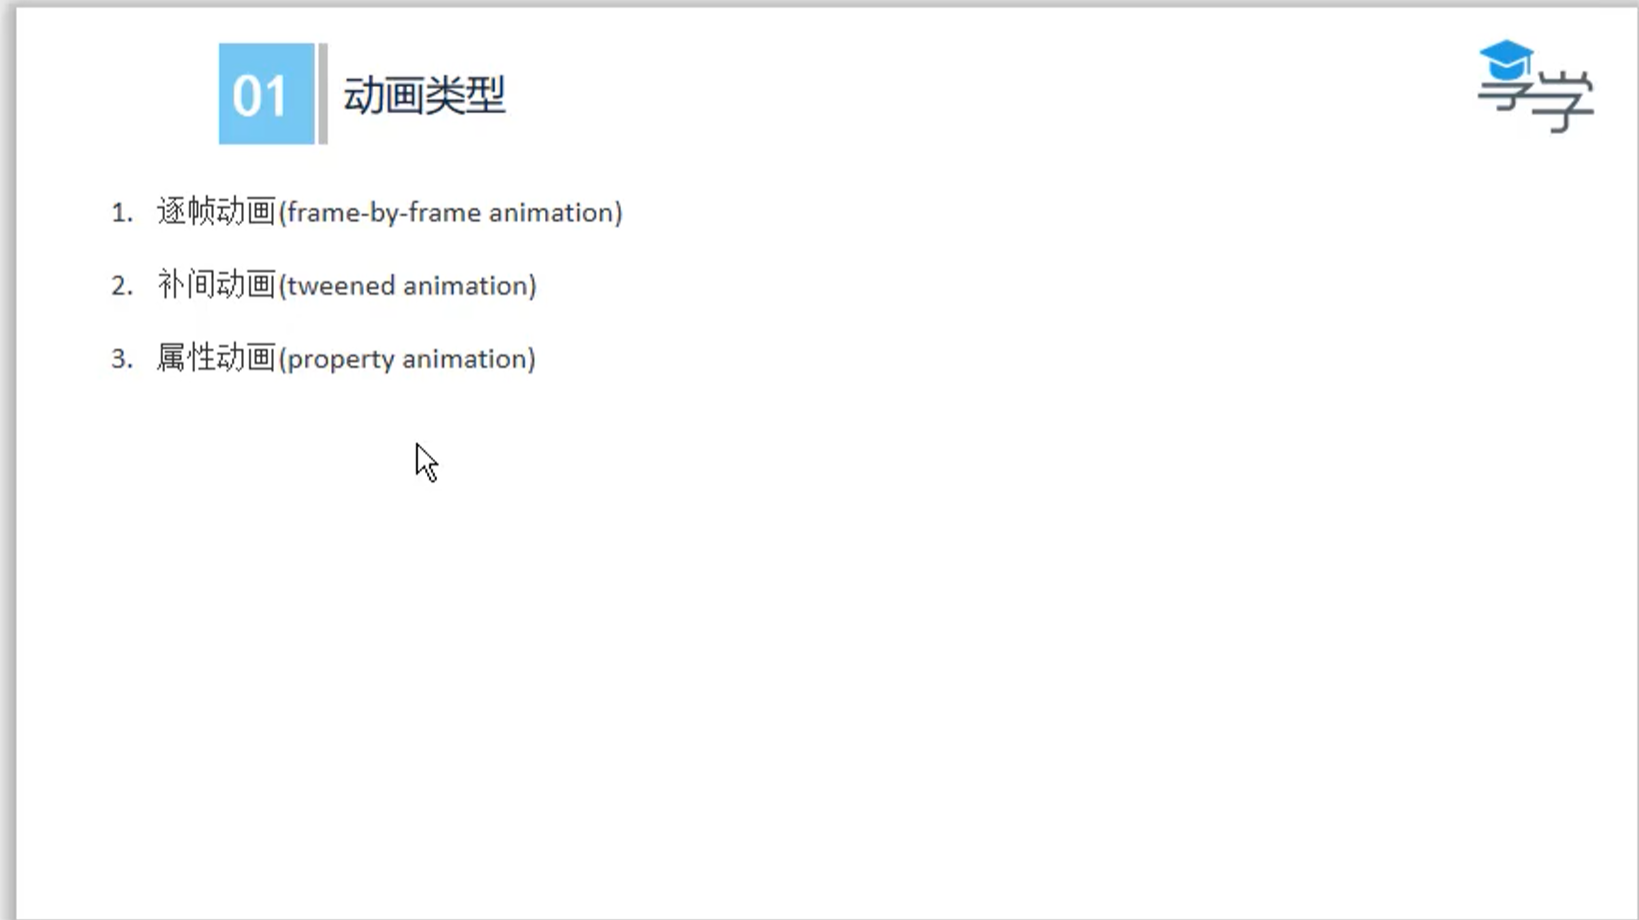 01 动画类型
享学
1. 逐帧动画(frame-by-frame animation)
2. 补间动画(tweened animation)
3. 属性动画(property animation)